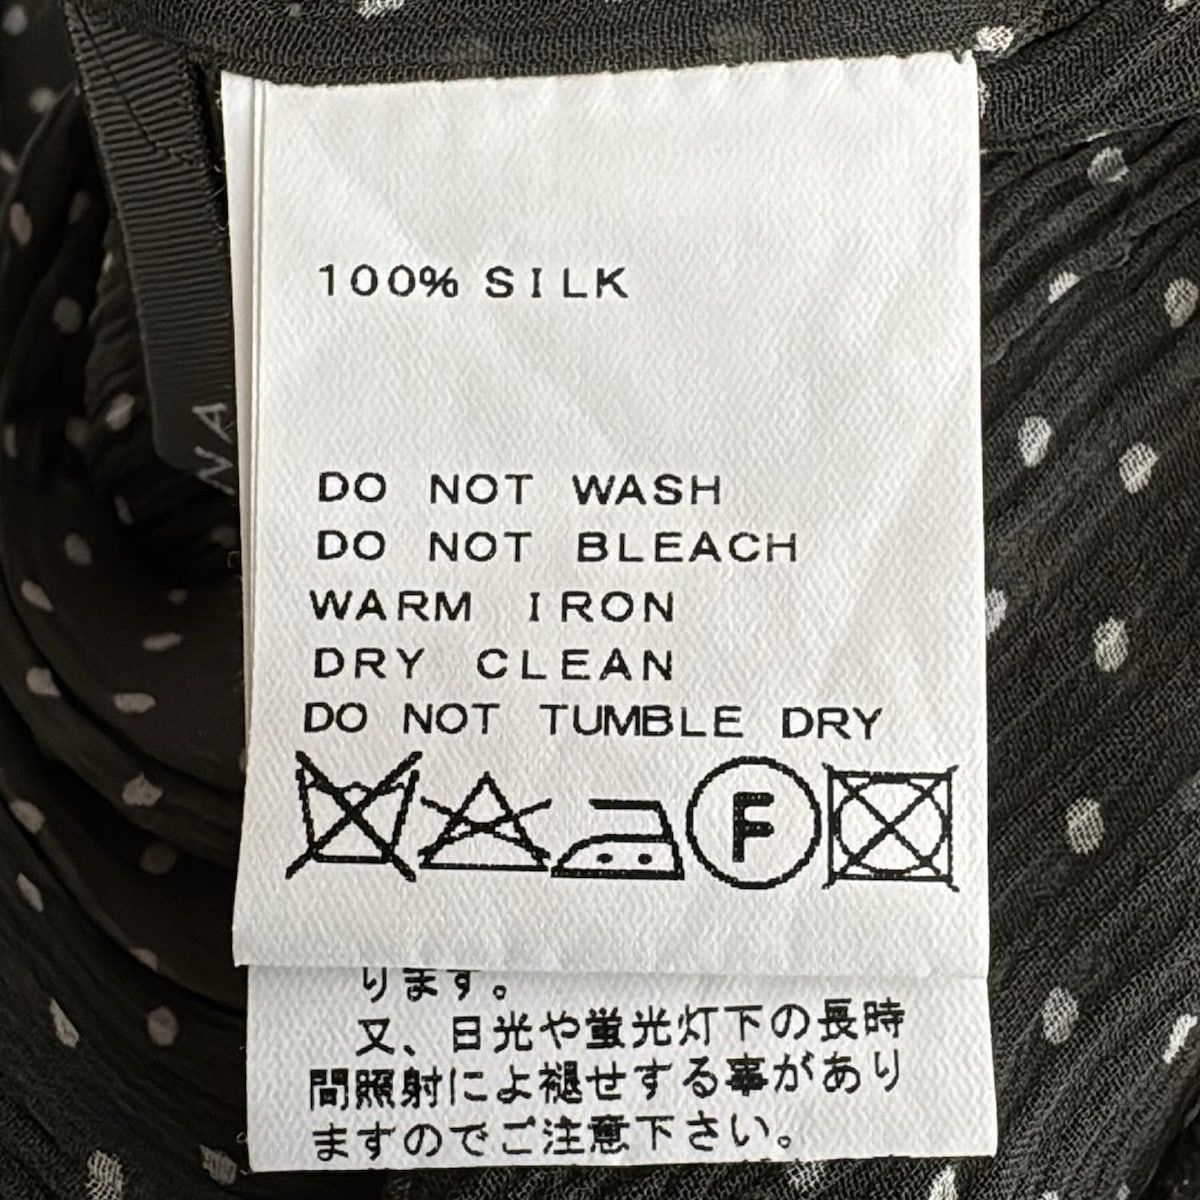 NA
100% SILK
DO NOT WASH
DO NOT BLEACH
WARM IRON
DRY CLEAN
DO NOT TUMBLE DRY
F
ります。
又、日光や蛍光灯下の長時
間照射によ褪せする事があり
ますのでご注意下さい。